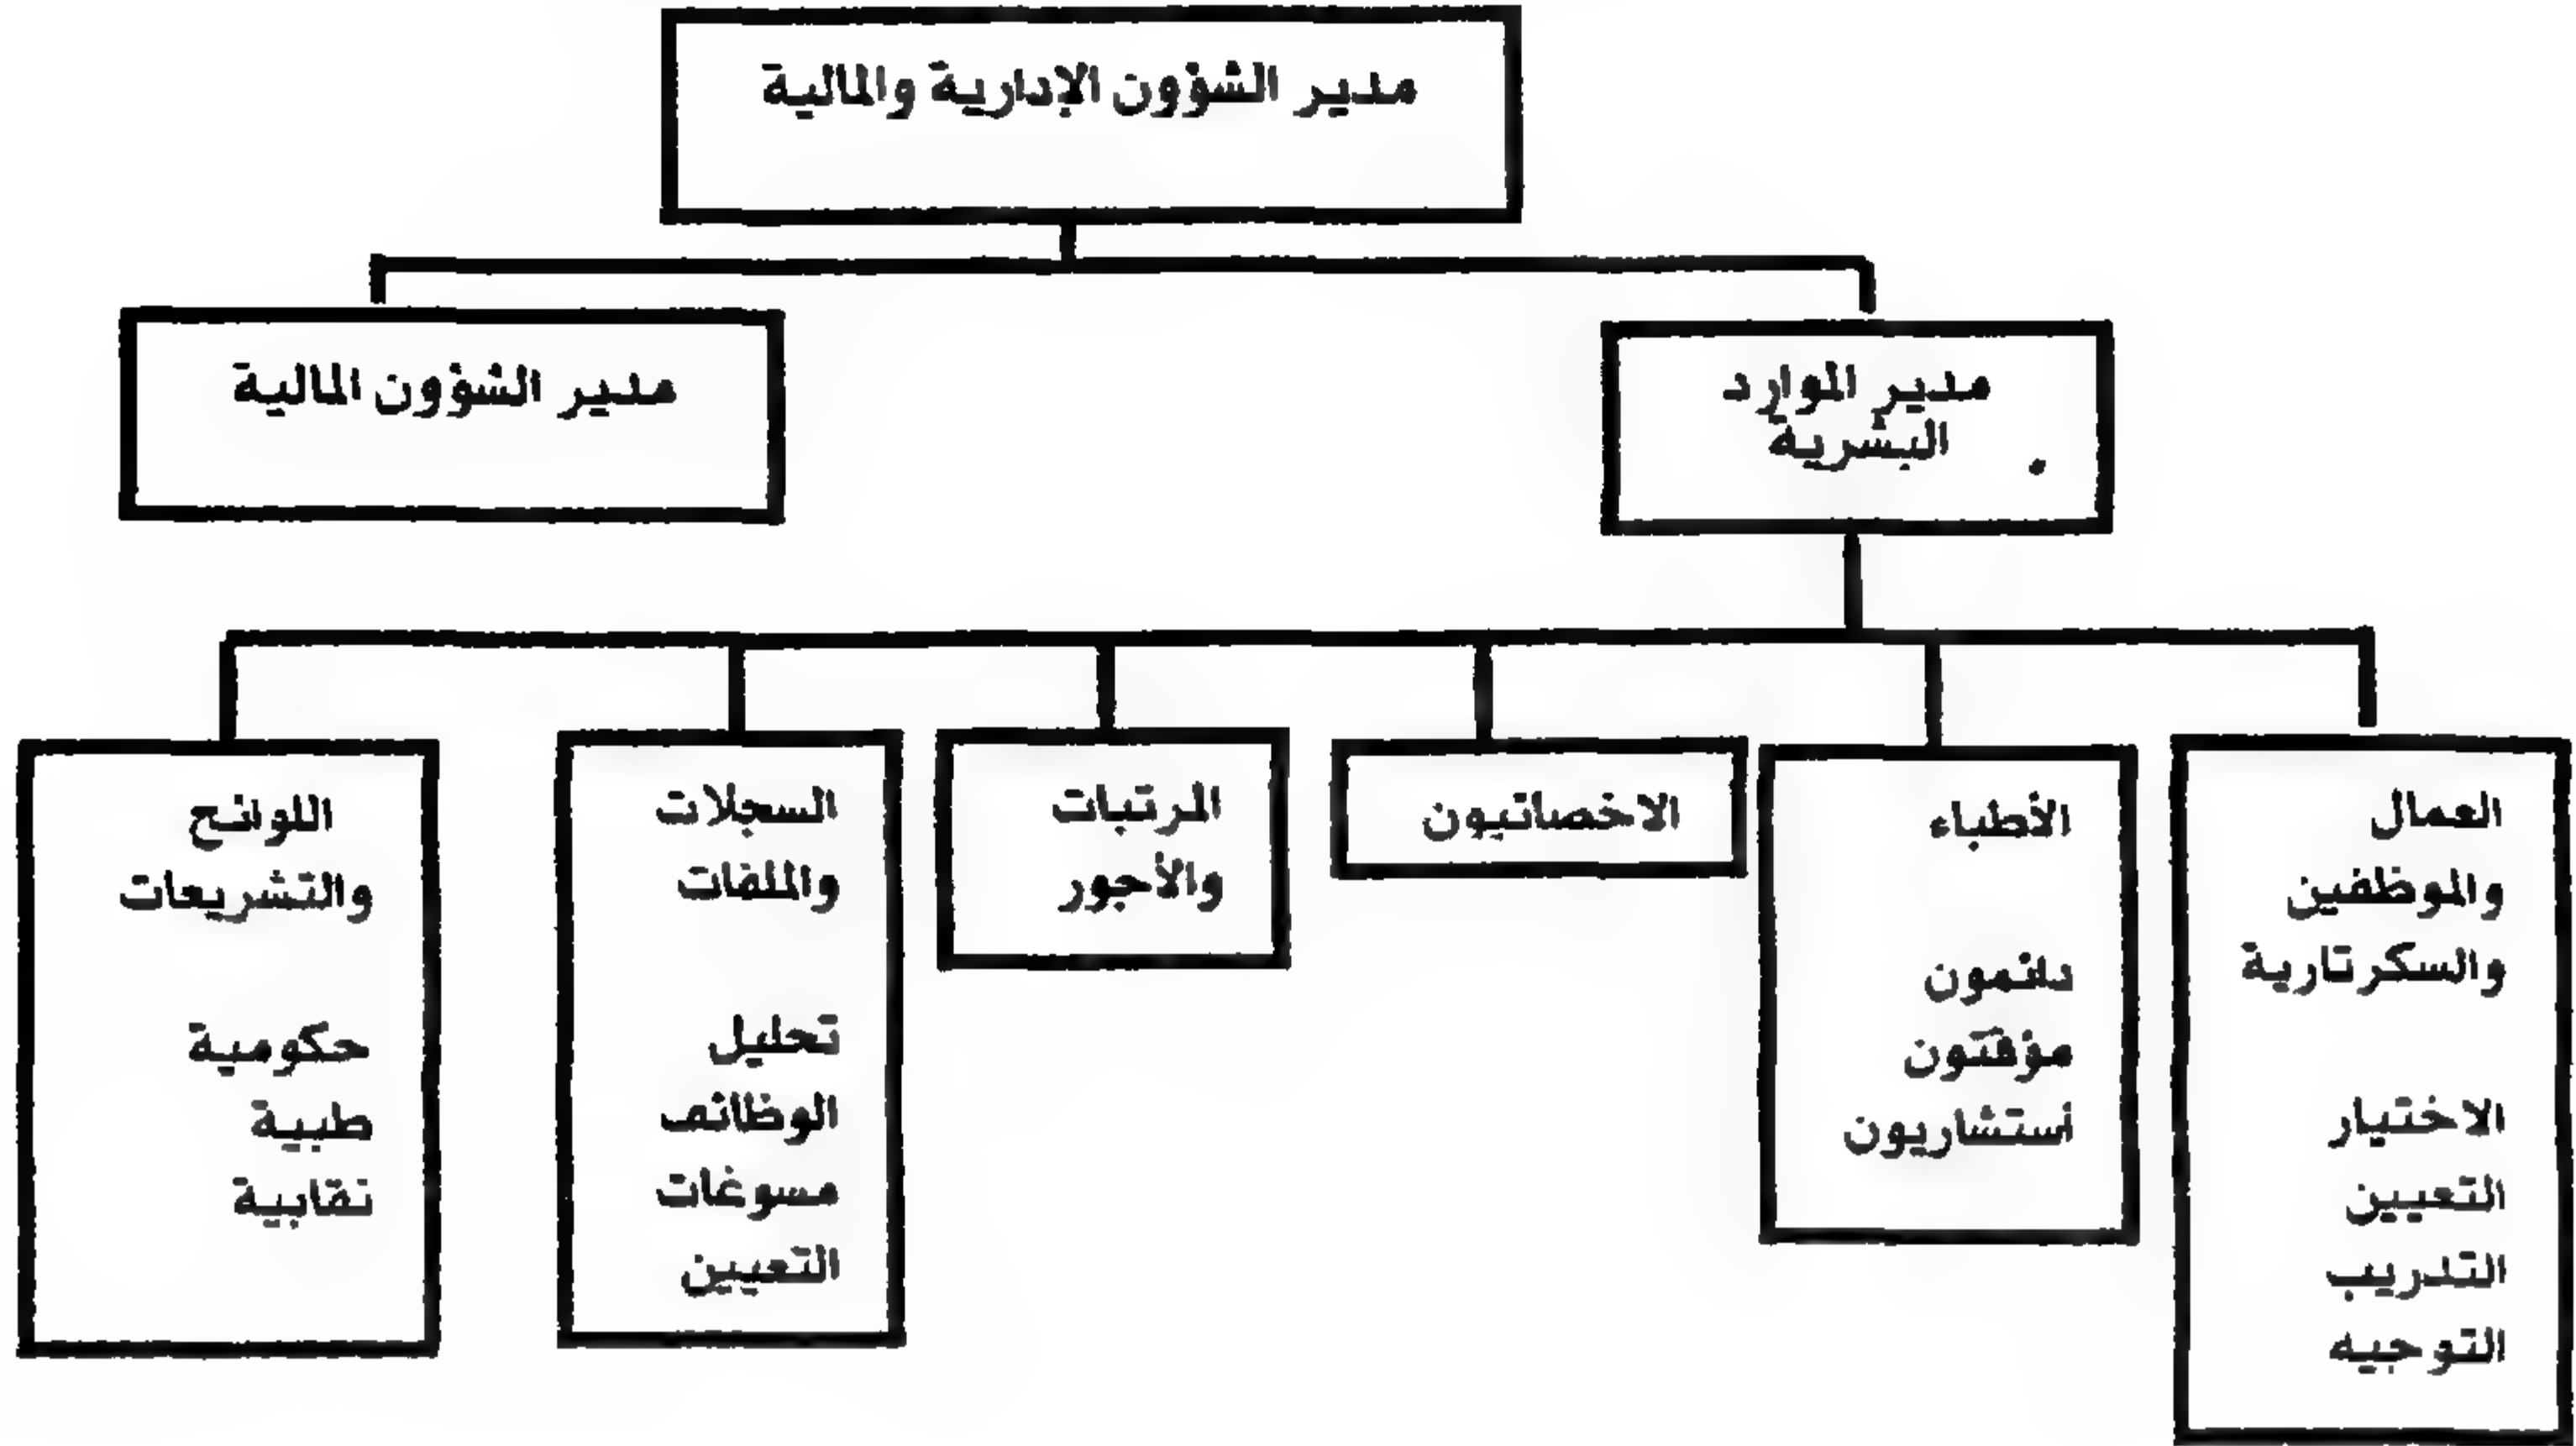 مدير الشؤون الإدارية والمالية
مدير الموارد
البشرية
مدير الشؤون المالية
العمال
والموظفين
والسكرتارية
الاختيار
التعيين
التدريب
التوجيه
الأطباء
دائمون
مؤقتون
أستشاريون
الاخصائيون
المرتبات
والأجور
السجلات
والملفات
تحليل
الوظائف
مسوغات
التعيين
اللوائح
والتشريعات
حكومية
طبية
نقابية